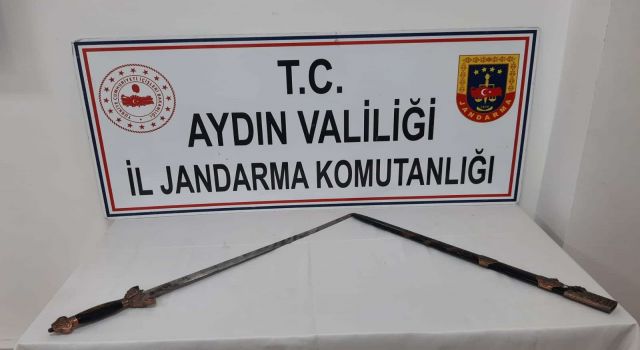 T.C.
AYDIN VALİLİĞİ
İL JANDARMA KOMUTANLIĞI
JANDARMA